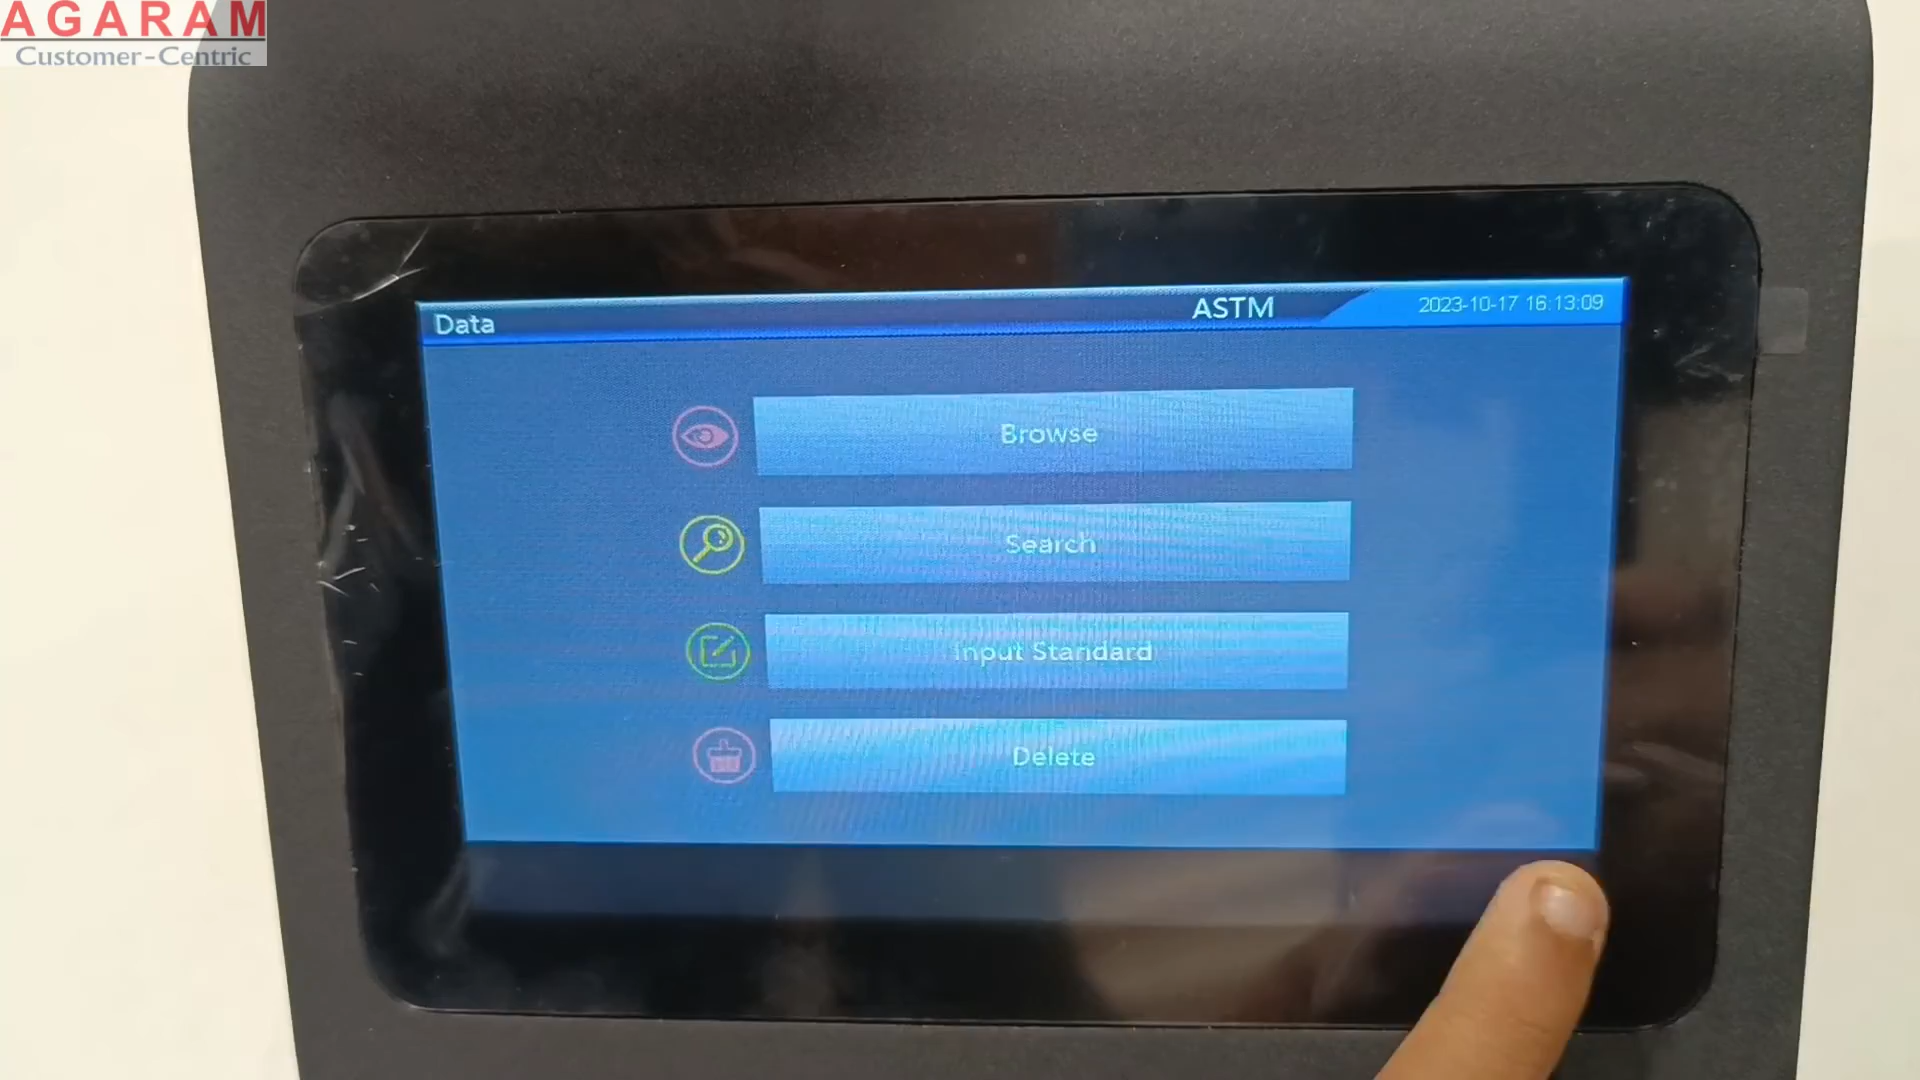 AGARAM
Customer-Centric
Data
ASTM
2023-10-17 16:13:09
Browse
Search
Input Standard
Delete